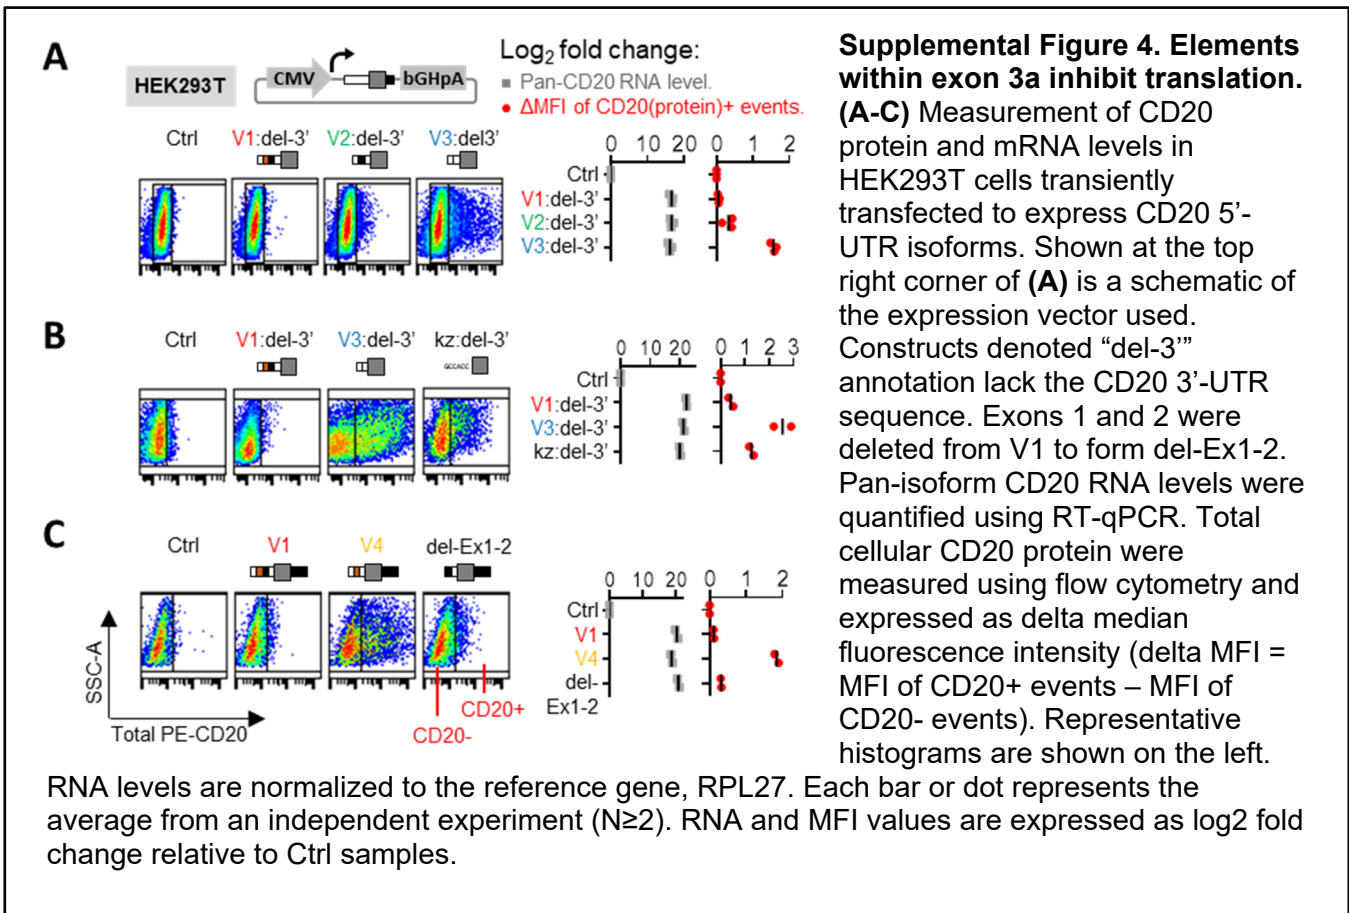 A
HEK293T
CMV
bGHpA
Log2 fold change:
Pan-CD20 RNA level.
ΔMFI of CD20(protein)+ events.
Ctrl
V1:del-3’
V2:del-3’
V3:del3’
0 10 20 0 1 2
Ctrl
V1:del-3’
V2:del-3’
V3:del-3’
B
Ctrl
V1:del-3’
V3:del-3’
kz:del-3’
GCCACC
0 10 20 0 1 2 3
Ctrl
V1:del-3’
V3:del-3’
kz:del-3’
C
Ctrl
V1
V4
del-Ex1-2
0 10 20 0 1 2
Ctrl
V1
V4
del-
Ex1-2
SSC-A
Total PE-CD20
CD20-
CD20+
Supplemental Figure 4. Elements
within exon 3a inhibit translation.
(A-C) Measurement of CD20
protein and mRNA levels in
HEK293T cells transiently
transfected to express CD20 5’-
UTR isoforms. Shown at the top
right corner of (A) is a schematic of
the expression vector used.
Constructs denoted “del-3’”
annotation lack the CD20 3’-UTR
sequence. Exons 1 and 2 were
deleted from V1 to form del-Ex1-2.
Pan-isoform CD20 RNA levels were
quantified using RT-qPCR. Total
cellular CD20 protein were
measured using flow cytometry and
expressed as delta median
fluorescence intensity (delta MFI =
MFI of CD20+ events – MFI of
CD20- events). Representative
histograms are shown on the left.
RNA levels are normalized to the reference gene, RPL27. Each bar or dot represents the
average from an independent experiment (N≥2). RNA and MFI values are expressed as log2 fold
change relative to Ctrl samples.